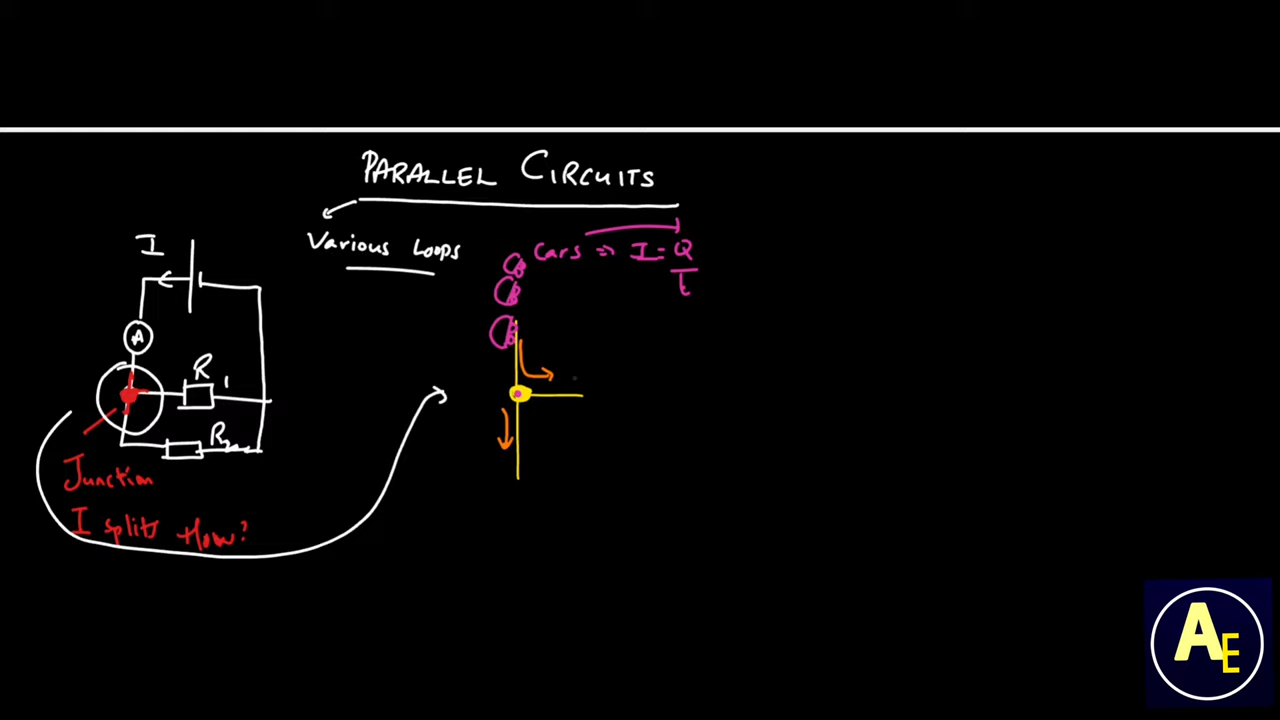 PARALLEL CIRCUITS
Various Loops
Cars => I = Q
t
I
A
R1
R2
Junction
I splits How?
AE